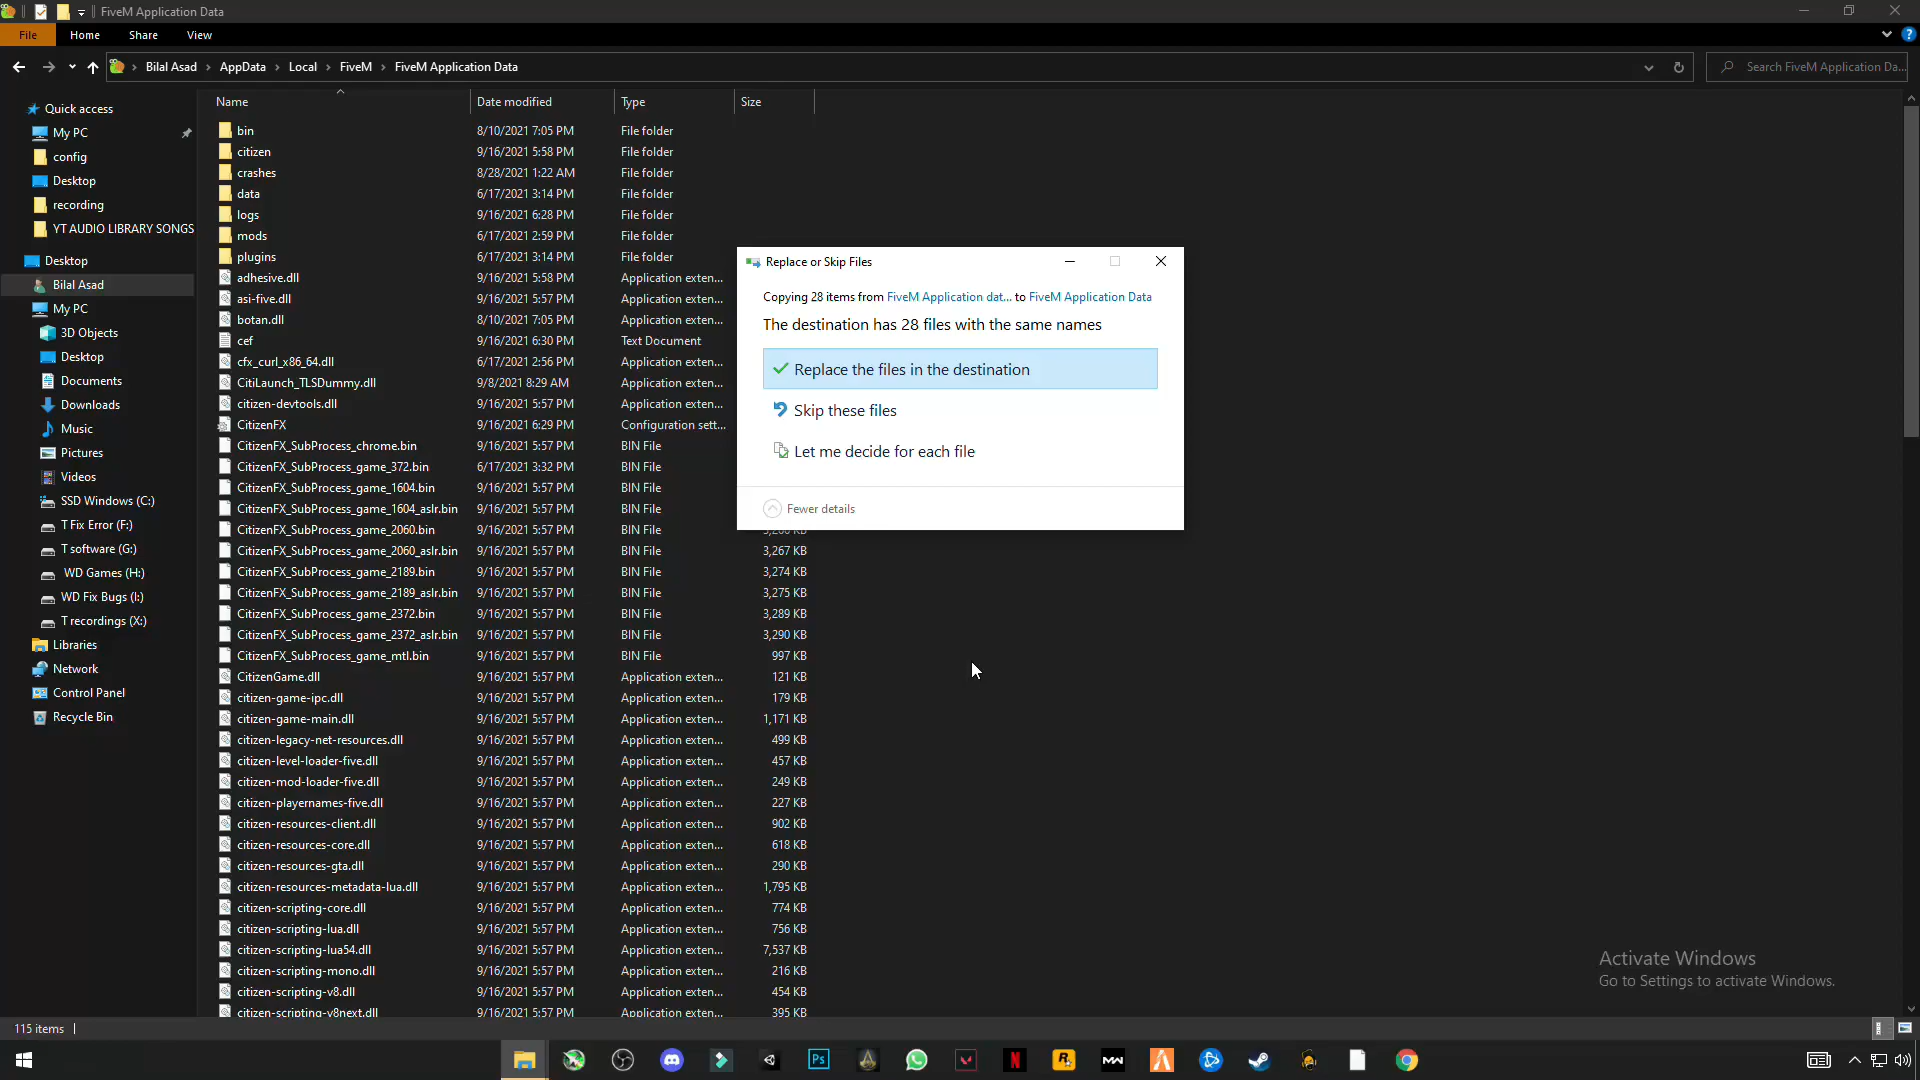 FiveM Application Data
File
Home
Share
View
Bilal Asad
AppData
Local
FiveM
FiveM Application Data
Search FiveM Application Da...
Name
Date modified
Type
Size
Quick access
My PC
config
Desktop
recording
YT AUDIO LIBRARY SONGS
Desktop
Bilal Asad
My PC
3D Objects
Desktop
Documents
Downloads
Music
Pictures
Videos
SSD Windows (C:)
T Fix Error (F:)
T software (G:)
WD Games (H:)
WD Fix Bugs (I:)
T recordings (X:)
Libraries
Network
Control Panel
Recycle Bin
bin 8/10/2021 7:05 PM File folder
citizen 9/16/2021 5:58 PM File folder
crashes 8/28/2021 1:22 AM File folder
data 6/17/2021 3:14 PM File folder
logs 9/16/2021 6:28 PM File folder
mods 6/17/2021 2:59 PM File folder
plugins 6/17/2021 3:14 PM File folder
adhesive.dll 9/16/2021 5:58 PM Application exten...
asi-five.dll 9/16/2021 5:57 PM Application exten...
botan.dll 8/10/2021 7:05 PM Application exten...
cef 9/16/2021 6:30 PM Text Document
cfx_curl_x86_64.dll 6/17/2021 2:56 PM Application exten...
CitiLaunch_TLSDummy.dll 9/8/2021 8:29 AM Application exten...
citizen-devtools.dll 9/16/2021 5:57 PM Application exten...
CitizenFX 9/16/2021 6:29 PM Configuration sett...
CitizenFX_SubProcess_chrome.bin 9/16/2021 5:57 PM BIN File
CitizenFX_SubProcess_game_372.bin 6/17/2021 3:32 PM BIN File
CitizenFX_SubProcess_game_1604.bin 9/16/2021 5:57 PM BIN File
CitizenFX_SubProcess_game_1604_aslr.bin 9/16/2021 5:57 PM BIN File
CitizenFX_SubProcess_game_2060.bin 9/16/2021 5:57 PM BIN File
CitizenFX_SubProcess_game_2060_aslr.bin 9/16/2021 5:57 PM BIN File 3,267 KB
CitizenFX_SubProcess_game_2189.bin 9/16/2021 5:57 PM BIN File 3,274 KB
CitizenFX_SubProcess_game_2189_aslr.bin 9/16/2021 5:57 PM BIN File 3,275 KB
CitizenFX_SubProcess_game_2372.bin 9/16/2021 5:57 PM BIN File 3,289 KB
CitizenFX_SubProcess_game_2372_aslr.bin 9/16/2021 5:57 PM BIN File 3,290 KB
CitizenFX_SubProcess_game_mtl.bin 9/16/2021 5:57 PM BIN File 997 KB
CitizenGame.dll 9/16/2021 5:57 PM Application exten... 121 KB
citizen-game-ipc.dll 9/16/2021 5:57 PM Application exten... 179 KB
citizen-game-main.dll 9/16/2021 5:57 PM Application exten... 1,171 KB
citizen-legacy-net-resources.dll 9/16/2021 5:57 PM Application exten... 499 KB
citizen-level-loader-five.dll 9/16/2021 5:57 PM Application exten... 457 KB
citizen-mod-loader-five.dll 9/16/2021 5:57 PM Application exten... 249 KB
citizen-playernames-five.dll 9/16/2021 5:57 PM Application exten... 227 KB
citizen-resources-client.dll 9/16/2021 5:57 PM Application exten... 902 KB
citizen-resources-core.dll 9/16/2021 5:57 PM Application exten... 618 KB
citizen-resources-gta.dll 9/16/2021 5:57 PM Application exten... 290 KB
citizen-resources-metadata-lua.dll 9/16/2021 5:57 PM Application exten... 1,795 KB
citizen-scripting-core.dll 9/16/2021 5:57 PM Application exten... 774 KB
citizen-scripting-lua.dll 9/16/2021 5:57 PM Application exten... 756 KB
citizen-scripting-lua54.dll 9/16/2021 5:57 PM Application exten... 7,537 KB
citizen-scripting-mono.dll 9/16/2021 5:57 PM Application exten... 216 KB
citizen-scripting-v8.dll 9/16/2021 5:57 PM Application exten... 454 KB
citizen-scripting-v8next.dll 9/16/2021 5:57 PM Application exten... 395 KB
Replace or Skip Files
Copying 28 items from FiveM Application dat... to FiveM Application Data
The destination has 28 files with the same names
Replace the files in the destination
Skip these files
Let me decide for each file
Fewer details
Activate Windows
Go to Settings to activate Windows.
115 items
Ps
N
R
MW